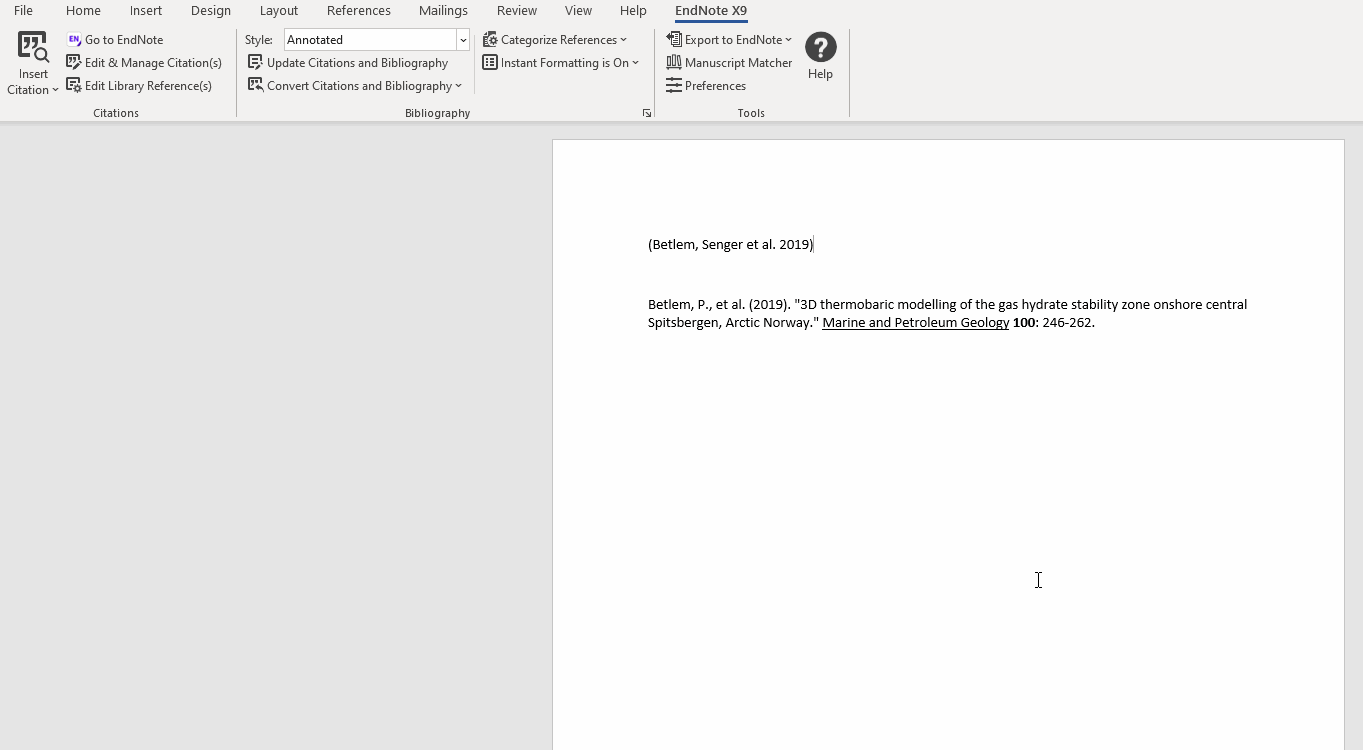 File Home Insert Design Layout References Mailings Review View Help EndNote X9
Insert Citation
EN Go to EndNote
Edit & Manage Citation(s)
Edit Library Reference(s)
Citations
Style: Annotated
Update Citations and Bibliography
Convert Citations and Bibliography
Categorize References
Instant Formatting is On
Bibliography
Export to EndNote
Manuscript Matcher
Preferences
? Help
Tools
(Betlem, Senger et al. 2019)
Betlem, P., et al. (2019). "3D thermobaric modelling of the gas hydrate stability zone onshore central
Spitsbergen, Arctic Norway." Marine and Petroleum Geology 100: 246-262.